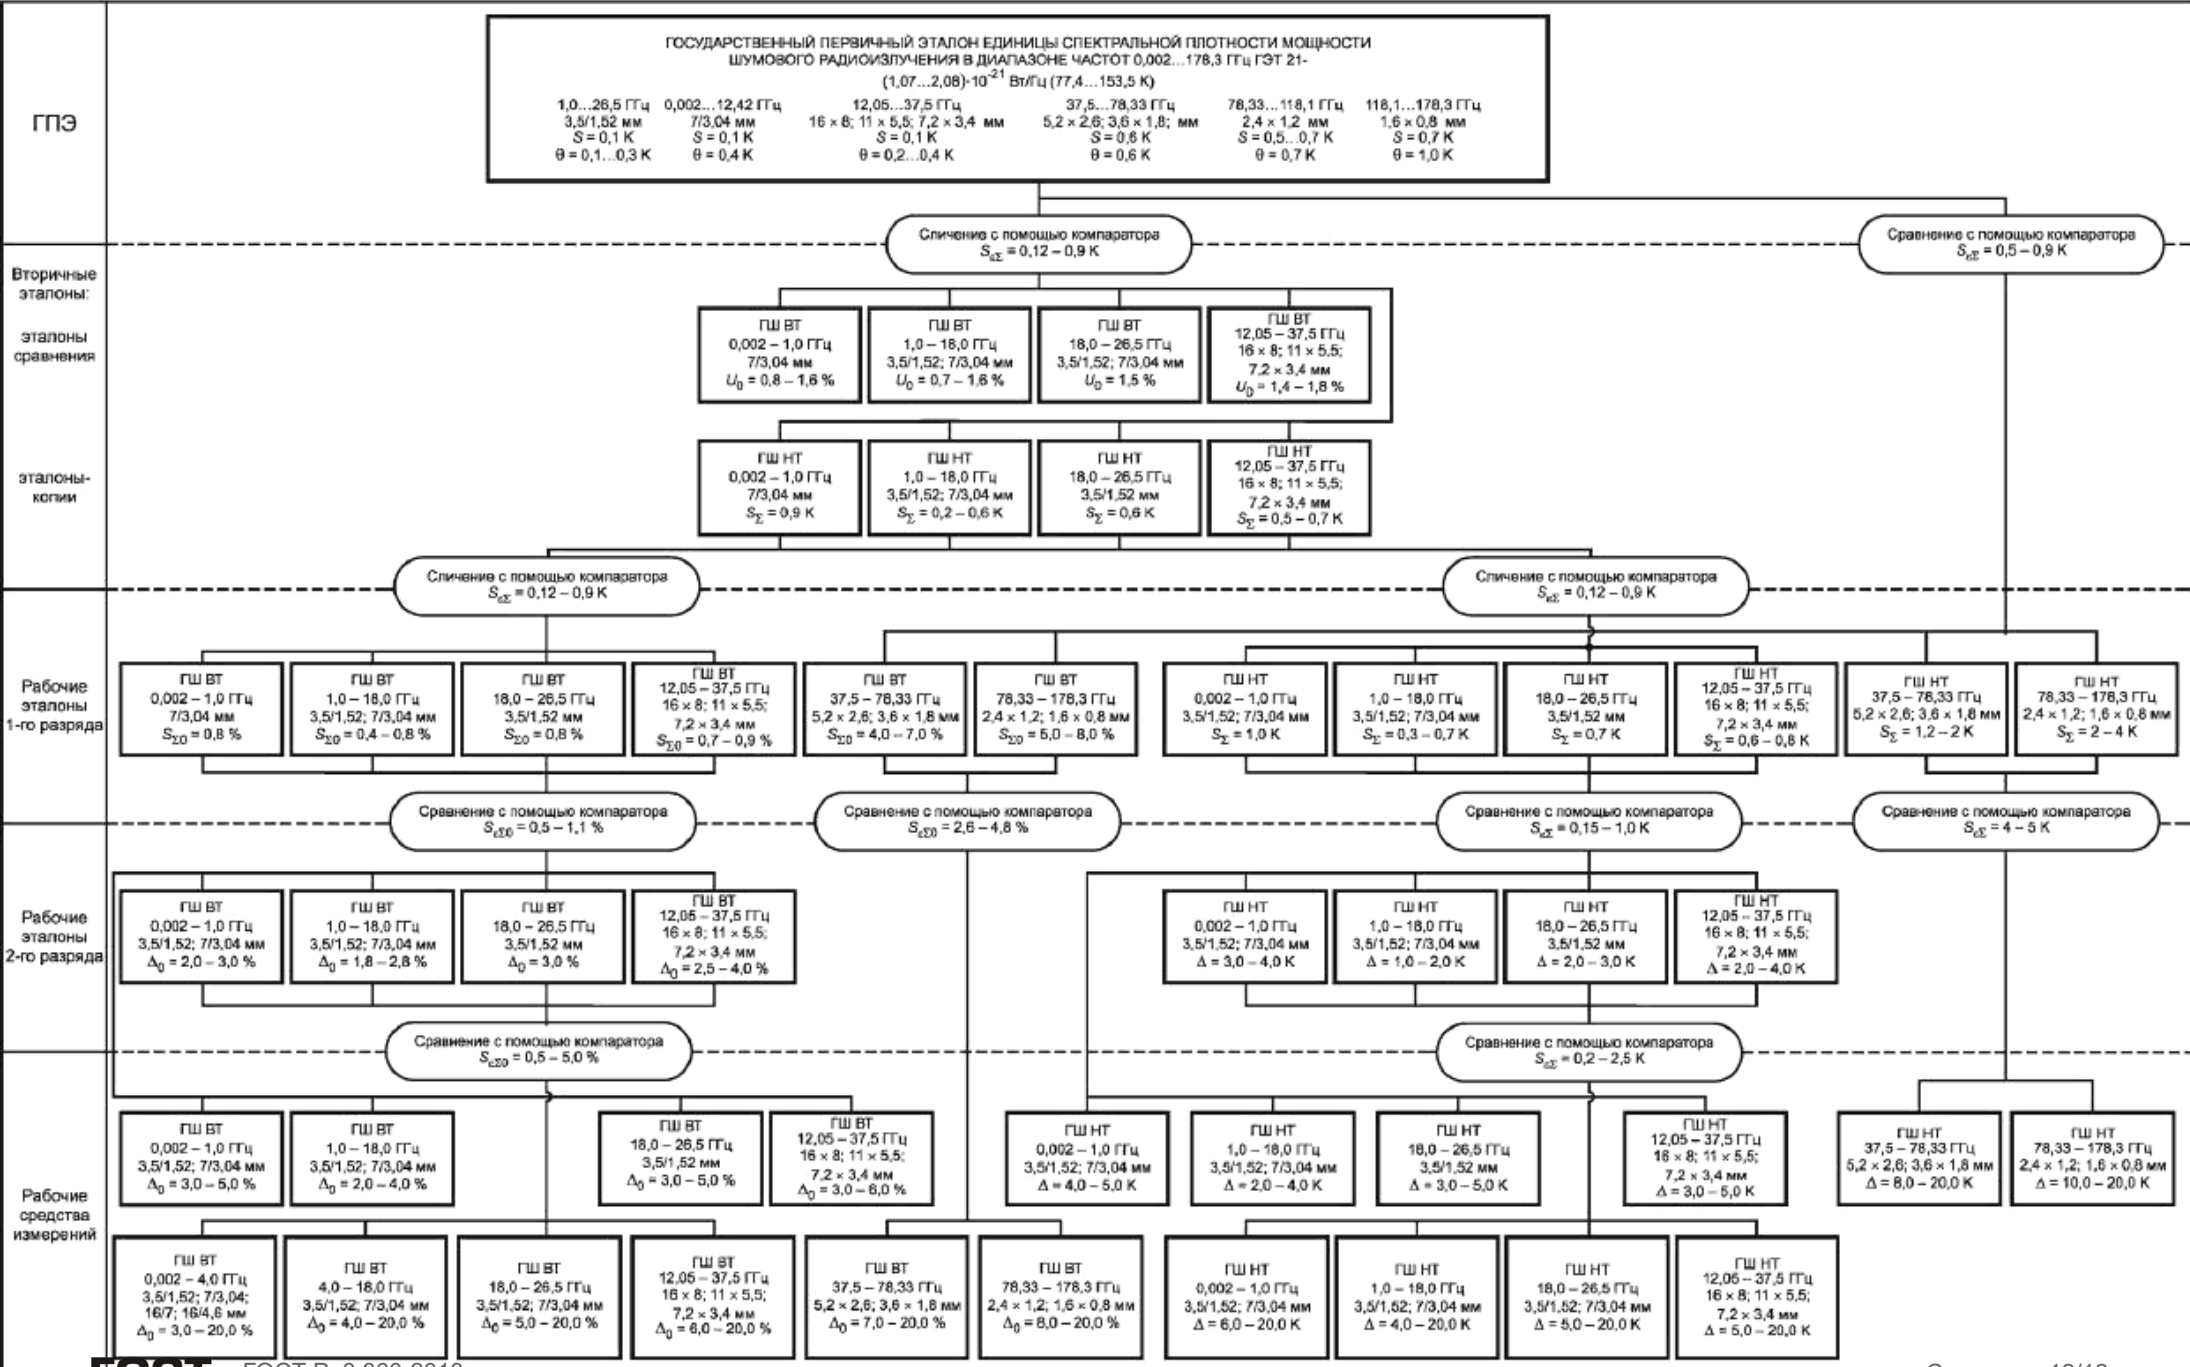 ГПЭ
ГОСУДАРСТВЕННЫЙ ПЕРВИЧНЫЙ ЭТАЛОН ЕДИНИЦЫ СПЕКТРАЛЬНОЙ ПЛОТНОСТИ МОЩНОСТИ
ШУМОВОГО РАДИОИЗЛУЧЕНИЯ В ДИАПАЗОНЕ ЧАСТОТ 0,002...178,3 ГГц ГЭТ 21-
(1,07...2,08)·10⁻²¹ Вт/Гц (77,4...153,5 К)
1,0...26,5 ГГц
3,5/1,52 мм
S = 0,1 К
θ = 0,1...0,3 К
0,002...12,42 ГГц
7/3,04 мм
S = 0,1 К
θ = 0,4 К
12,05...37,5 ГГц
16 × 8; 11 × 5,5; 7,2 × 3,4 мм
S = 0,1 К
θ = 0,2...0,4 К
37,5...78,33 ГГц
5,2 × 2,6; 3,6 × 1,8; мм
S = 0,6 К
θ = 0,6 К
78,33...118,1 ГГц
2,4 × 1,2 мм
S = 0,5...0,7 К
θ = 0,7 К
118,1...178,3 ГГц
1,6 × 0,8 мм
S = 0,7 К
θ = 1,0 К
Сличение с помощью компаратора
SεΣ = 0,12 – 0,9 К
Сравнение с помощью компаратора
SεΣ = 0,5 – 0,9 К
Вторичные
эталоны:
эталоны
сравнения
ГШ ВТ
0,002 – 1,0 ГГц
7/3,04 мм
U₀ = 0,8 – 1,6 %
ГШ ВТ
1,0 – 18,0 ГГц
3,5/1,52; 7/3,04 мм
U₀ = 0,7 – 1,6 %
ГШ ВТ
18,0 – 26,5 ГГц
3,5/1,52; 7/3,04 мм
U₀ = 1,5 %
ГШ ВТ
12,05 – 37,5 ГГц
16 × 8; 11 × 5,5;
7,2 × 3,4 мм
U₀ = 1,4 – 1,8 %
эталоны-
копии
ГШ НТ
0,002 – 1,0 ГГц
7/3,04 мм
SΣ = 0,9 К
ГШ НТ
1,0 – 18,0 ГГц
3,5/1,52; 7/3,04 мм
SΣ = 0,2 – 0,6 К
ГШ НТ
18,0 – 26,5 ГГц
3,5/1,52 мм
SΣ = 0,6 К
ГШ НТ
12,05 – 37,5 ГГц
16 × 8; 11 × 5,5;
7,2 × 3,4 мм
SΣ = 0,5 – 0,7 К
Сличение с помощью компаратора
SεΣ = 0,12 – 0,9 К
Сличение с помощью компаратора
SεΣ = 0,12 – 0,9 К
Рабочие
эталоны
1-го разряда
ГШ ВТ
0,002 – 1,0 ГГц
7/3,04 мм
SΣ0 = 0,8 %
ГШ ВТ
1,0 – 18,0 ГГц
3,5/1,52; 7/3,04 мм
SΣ0 = 0,4 – 0,8 %
ГШ ВТ
18,0 – 26,5 ГГц
3,5/1,52 мм
SΣ0 = 0,8 %
ГШ ВТ
12,05 – 37,5 ГГц
16 × 8; 11 × 5,5;
7,2 × 3,4 мм
SΣ0 = 0,7 – 0,9 %
ГШ ВТ
37,5 – 78,33 ГГц
5,2 × 2,6; 3,6 × 1,8 мм
SΣ0 = 4,0 – 7,0 %
ГШ ВТ
78,33 – 178,3 ГГц
2,4 × 1,2; 1,6 × 0,8 мм
SΣ0 = 5,0 – 8,0 %
ГШ НТ
0,002 – 1,0 ГГц
3,5/1,52; 7/3,04 мм
SΣ = 1,0 К
ГШ НТ
1,0 – 18,0 ГГц
3,5/1,52; 7/3,04 мм
SΣ = 0,3 – 0,7 К
ГШ НТ
18,0 – 26,5 ГГц
3,5/1,52 мм
SΣ = 0,7 К
ГШ НТ
12,05 – 37,5 ГГц
16 × 8; 11 × 5,5;
7,2 × 3,4 мм
SΣ = 0,6 – 0,8 К
ГШ НТ
37,5 – 78,33 ГГц
5,2 × 2,6; 3,6 × 1,8 мм
SΣ = 1,2 – 2 К
ГШ НТ
78,33 – 178,3 ГГц
2,4 × 1,2; 1,6 × 0,8 мм
SΣ = 2 – 4 К
Сравнение с помощью компаратора
SεΣ0 = 0,5 – 1,1 %
Сравнение с помощью компаратора
SεΣ0 = 2,6 – 4,8 %
Сравнение с помощью компаратора
SεΣ = 0,15 – 1,0 К
Сравнение с помощью компаратора
SεΣ = 4 – 5 К
Рабочие
эталоны
2-го разряда
ГШ ВТ
0,002 – 1,0 ГГц
3,5/1,52; 7/3,04 мм
Δ₀ = 2,0 – 3,0 %
ГШ ВТ
1,0 – 18,0 ГГц
3,5/1,52; 7/3,04 мм
Δ₀ = 1,8 – 2,8 %
ГШ ВТ
18,0 – 26,5 ГГц
3,5/1,52 мм
Δ₀ = 3,0 %
ГШ ВТ
12,05 – 37,5 ГГц
16 × 8; 11 × 5,5;
7,2 × 3,4 мм
Δ₀ = 2,5 – 4,0 %
ГШ НТ
0,002 – 1,0 ГГц
3,5/1,52; 7/3,04 мм
Δ = 3,0 – 4,0 К
ГШ НТ
1,0 – 18,0 ГГц
3,5/1,52; 7/3,04 мм
Δ = 1,0 – 2,0 К
ГШ НТ
18,0 – 26,5 ГГц
3,5/1,52 мм
Δ = 2,0 – 3,0 К
ГШ НТ
12,05 – 37,5 ГГц
16 × 8; 11 × 5,5;
7,2 × 3,4 мм
Δ = 2,0 – 4,0 К
Сравнение с помощью компаратора
SεΣ0 = 0,5 – 5,0 %
Сравнение с помощью компаратора
SεΣ = 0,2 – 2,5 К
Рабочие
средства
измерений
ГШ ВТ
0,002 – 1,0 ГГц
3,5/1,52; 7/3,04 мм
Δ₀ = 3,0 – 5,0 %
ГШ ВТ
1,0 – 18,0 ГГц
3,5/1,52; 7/3,04 мм
Δ₀ = 2,0 – 4,0 %
ГШ ВТ
18,0 – 26,5 ГГц
3,5/1,52 мм
Δ₀ = 3,0 – 5,0 %
ГШ ВТ
12,05 – 37,5 ГГц
16 × 8; 11 × 5,5;
7,2 × 3,4 мм
Δ₀ = 3,0 – 6,0 %
ГШ НТ
0,002 – 1,0 ГГц
3,5/1,52; 7/3,04 мм
Δ = 4,0 – 5,0 К
ГШ НТ
1,0 – 18,0 ГГц
3,5/1,52; 7/3,04 мм
Δ = 2,0 – 4,0 К
ГШ НТ
18,0 – 26,5 ГГц
3,5/1,52 мм
Δ = 3,0 – 5,0 К
ГШ НТ
12,05 – 37,5 ГГц
16 × 8; 11 × 5,5;
7,2 × 3,4 мм
Δ = 3,0 – 5,0 К
ГШ НТ
37,5 – 78,33 ГГц
5,2 × 2,6; 3,6 × 1,8 мм
Δ = 8,0 – 20,0 К
ГШ НТ
78,33 – 178,3 ГГц
2,4 × 1,2; 1,6 × 0,8 мм
Δ = 10,0 – 20,0 К
ГШ ВТ
0,002 – 4,0 ГГц
3,5/1,52; 7/3,04;
16/7; 16/4,6 мм
Δ₀ = 3,0 – 20,0 %
ГШ ВТ
4,0 – 18,0 ГГц
3,5/1,52; 7/3,04 мм
Δ₀ = 4,0 – 20,0 %
ГШ ВТ
18,0 – 26,5 ГГц
3,5/1,52; 7/3,04 мм
Δ₀ = 5,0 – 20,0 %
ГШ ВТ
12,05 – 37,5 ГГц
16 × 8; 11 × 5,5;
7,2 × 3,4 мм
Δ₀ = 6,0 – 20,0 %
ГШ ВТ
37,5 – 78,33 ГГц
5,2 × 2,6; 3,6 × 1,8 мм
Δ₀ = 7,0 – 20,0 %
ГШ ВТ
78,33 – 178,3 ГГц
2,4 × 1,2; 1,6 × 0,8 мм
Δ₀ = 8,0 – 20,0 %
ГШ НТ
0,002 – 1,0 ГГц
3,5/1,52; 7/3,04 мм
Δ = 6,0 – 20,0 К
ГШ НТ
1,0 – 18,0 ГГц
3,5/1,52; 7/3,04 мм
Δ = 4,0 – 20,0 К
ГШ НТ
18,0 – 26,5 ГГц
3,5/1,52; 7/3,04 мм
Δ = 5,0 – 20,0 К
ГШ НТ
12,05 – 37,5 ГГц
16 × 8; 11 × 5,5;
7,2 × 3,4 мм
Δ = 5,0 – 20,0 К
ГОСТ